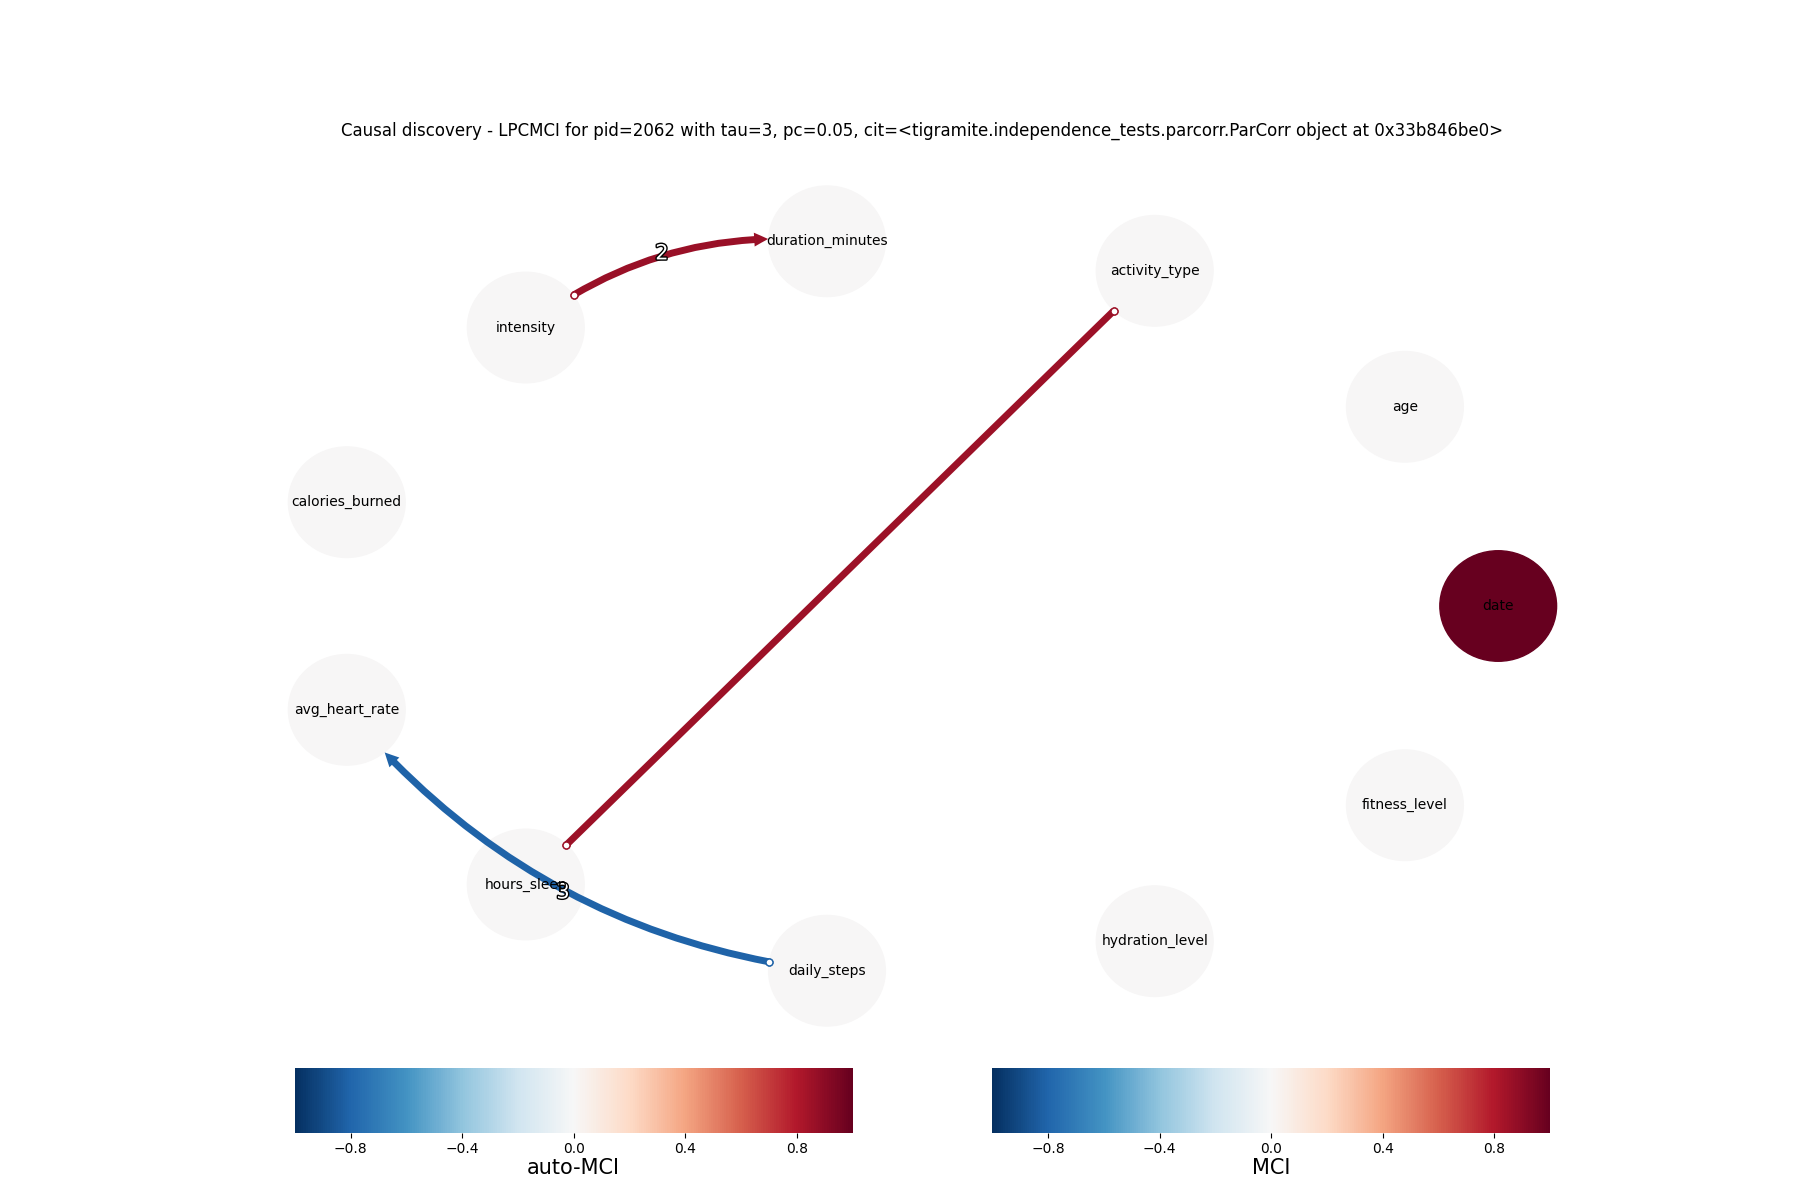 Causal discovery - LPCMCI for pid=2062 with tau=3, pc=0.05, cit=<tigramite.independence_tests.parcorr.ParCorr object at 0x33b846be0>
duration_minutes
2
activity_type
intensity
age
calories_burned
date
avg_heart_rate
fitness_level
hours_sleep
3
hydration_level
daily_steps
−0.8 −0.4 0.0 0.4 0.8
auto-MCI
−0.8 −0.4 0.0 0.4 0.8
MCI